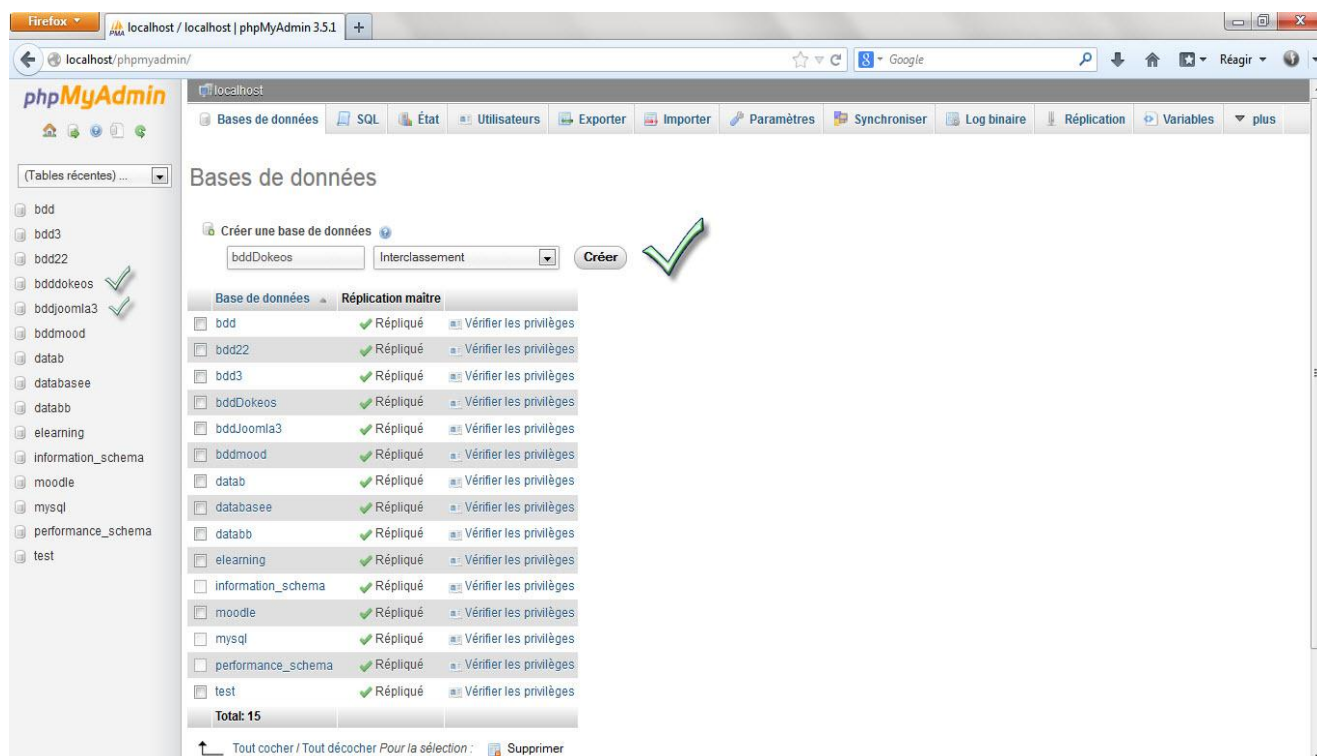 Firefox
localhost / localhost | phpMyAdmin 3.5.1 +
localhost/phpmyadmin/ Google Réagir
phpMyAdmin
localhost
Bases de données SQL État Utilisateurs Exporter Importer Paramètres Synchroniser Log binaire Réplication Variables plus
(Tables récentes) ...
bdd
bdd3
bdd22
bdddokeos
bddjoomla3
bddmood
datab
databasee
databb
elearning
information_schema
moodle
mysql
performance_schema
test
Bases de données
Créer une base de données
bddDokeos Interclassement Créer
Base de données Réplication maître
bdd Répliqué Vérifier les privilèges
bdd22 Répliqué Vérifier les privilèges
bdd3 Répliqué Vérifier les privilèges
bddDokeos Répliqué Vérifier les privilèges
bddJoomla3 Répliqué Vérifier les privilèges
bddmood Répliqué Vérifier les privilèges
datab Répliqué Vérifier les privilèges
databasee Répliqué Vérifier les privilèges
databb Répliqué Vérifier les privilèges
elearning Répliqué Vérifier les privilèges
information_schema Répliqué Vérifier les privilèges
moodle Répliqué Vérifier les privilèges
mysql Répliqué Vérifier les privilèges
performance_schema Répliqué Vérifier les privilèges
test Répliqué Vérifier les privilèges
Total: 15
Tout cocher / Tout décocher Pour la sélection : Supprimer